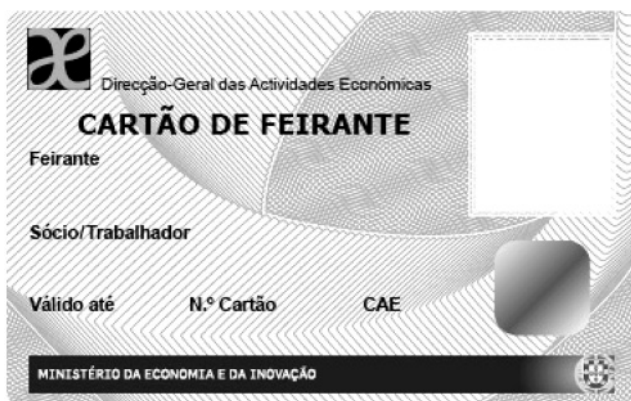 Direcção-Geral das Actividades Económicas
CARTÃO DE FEIRANTE
Feirante
Sócio/Trabalhador
Válido até N.º Cartão CAE
MINISTÉRIO DA ECONOMIA E DA INOVAÇÃO